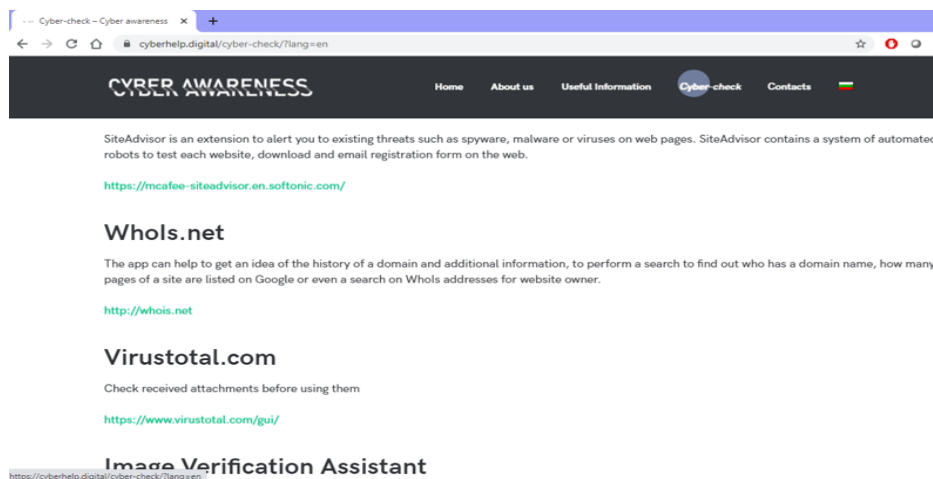 Cyber-check – Cyber awareness
cyberhelp.digital/cyber-check/?lang=en
CYBER AWARENESS
Home About us Useful Information Cyber-check Contacts
SiteAdvisor is an extension to alert you to existing threats such as spyware, malware or viruses on web pages. SiteAdvisor contains a system of automated
robots to test each website, download and email registration form on the web.
https://mcafee-siteadvisor.en.softonic.com/
WhoIs.net
The app can help to get an idea of the history of a domain and additional information, to perform a search to find out who has a domain name, how many
pages of a site are listed on Google or even a search on WhoIs addresses for website owner.
http://whois.net
Virustotal.com
Check received attachments before using them
https://www.virustotal.com/gui/
Image Verification Assistant
https://cyberhelp.digital/cyber-check/?lang=en